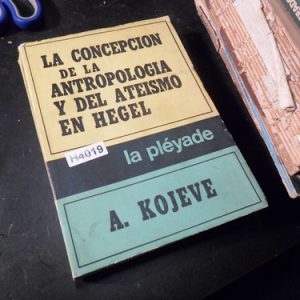 LA CONCEPCION
DE LA
ANTROPOLOGIA
Y DEL ATEISMO
EN HEGEL
H4019
la pléyade
A. KOJEVE